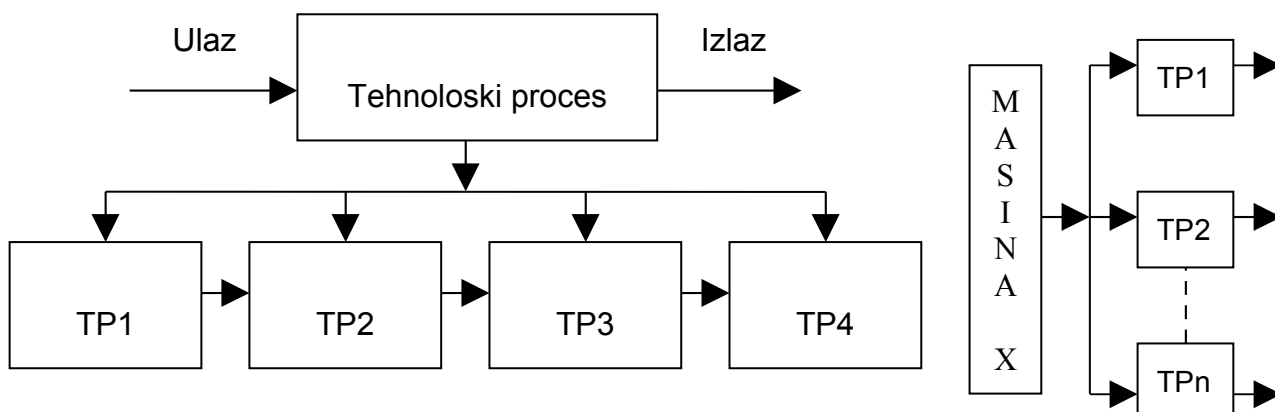 Ulaz
Izlaz
Tehnoloski proces
TP1
TP2
TP3
TP4
M
A
S
I
N
A
X
TP1
TP2
TPn